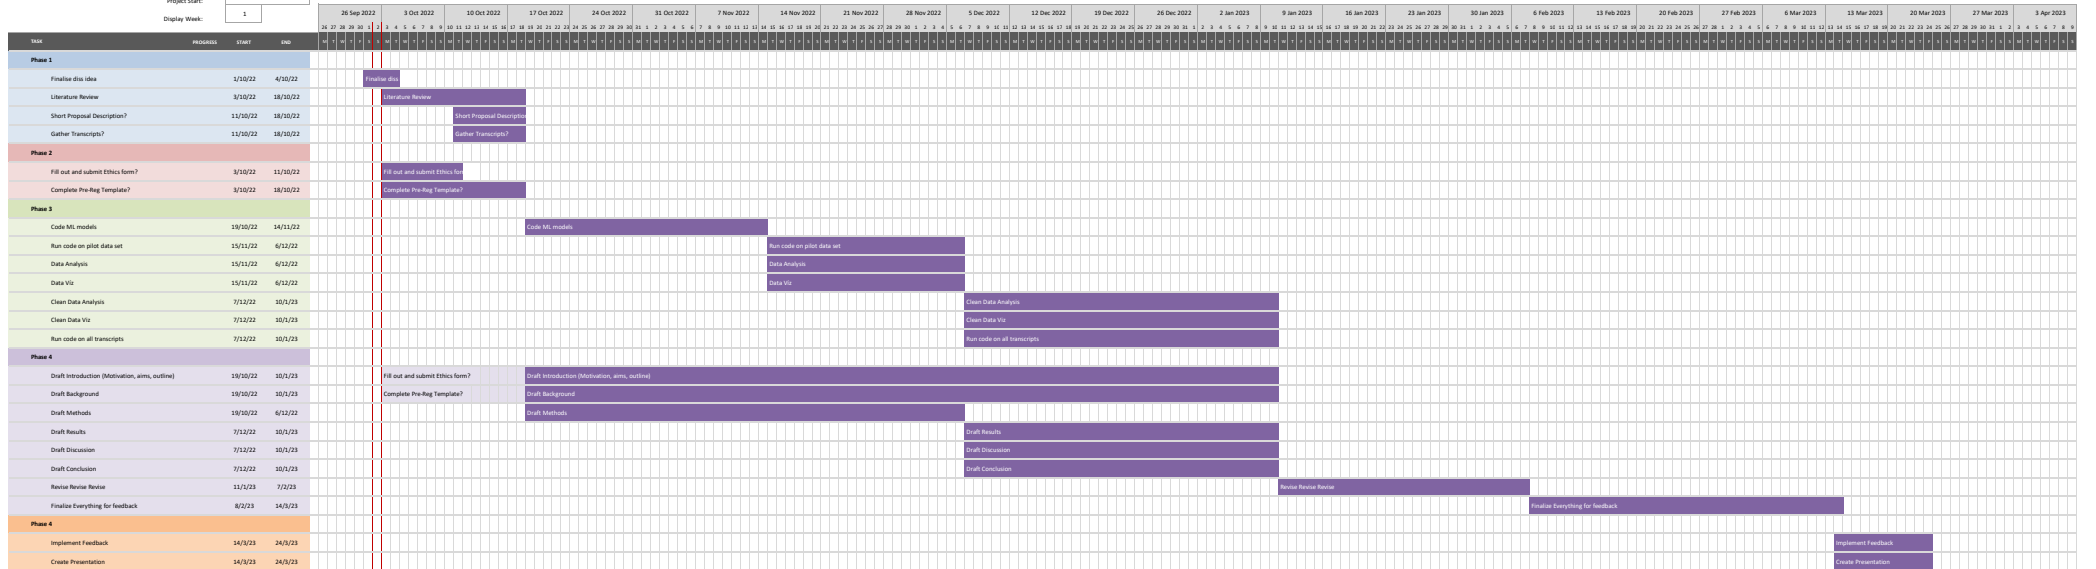 Project Start:
Display Week: 1
26 Sep 2022 3 Oct 2022 10 Oct 2022 17 Oct 2022 24 Oct 2022 31 Oct 2022 7 Nov 2022 14 Nov 2022 21 Nov 2022 28 Nov 2022 5 Dec 2022 12 Dec 2022 19 Dec 2022 26 Dec 2022 2 Jan 2023 9 Jan 2023 16 Jan 2023 23 Jan 2023 30 Jan 2023 6 Feb 2023 13 Feb 2023 20 Feb 2023 27 Feb 2023 6 Mar 2023 13 Mar 2023 20 Mar 2023 27 Mar 2023 3 Apr 2023
TASK PROGRESS START END
Phase 1
Finalise diss idea 1/10/22 4/10/22 Finalise diss
Literature Review 3/10/22 18/10/22 Literature Review
Short Proposal Description? 11/10/22 18/10/22 Short Proposal Description
Gather Transcripts? 11/10/22 18/10/22 Gather Transcripts?
Phase 2
Fill out and submit Ethics form? 3/10/22 11/10/22 Fill out and submit Ethics for
Complete Pre-Reg Template? 3/10/22 18/10/22 Complete Pre-Reg Template?
Phase 3
Code ML models 19/10/22 14/11/22 Code ML models
Run code on pilot data set 15/11/22 6/12/22 Run code on pilot data set
Data Analysis 15/11/22 6/12/22 Data Analysis
Data Viz 15/11/22 6/12/22 Data Viz
Clean Data Analysis 7/12/22 10/1/23 Clean Data Analysis
Clean Data Viz 7/12/22 10/1/23 Clean Data Viz
Run code on all transcripts 7/12/22 10/1/23 Run code on all transcripts
Phase 4
Draft Introduction (Motivation, aims, outline) 19/10/22 10/1/23 Fill out and submit Ethics form? Draft Introduction (Motivation, aims, outline)
Draft Background 19/10/22 10/1/23 Complete Pre-Reg Template? Draft Background
Draft Methods 19/10/22 6/12/22 Draft Methods
Draft Results 7/12/22 10/1/23 Draft Results
Draft Discussion 7/12/22 10/1/23 Draft Discussion
Draft Conclusion 7/12/22 10/1/23 Draft Conclusion
Revise Revise Revise 11/1/23 7/2/23 Revise Revise Revise
Finalize Everything for feedback 8/2/23 14/3/23 Finalize Everything for feedback
Phase 4
Implement Feedback 14/3/23 24/3/23 Implement Feedback
Create Presentation 14/3/23 24/3/23 Create Presentation